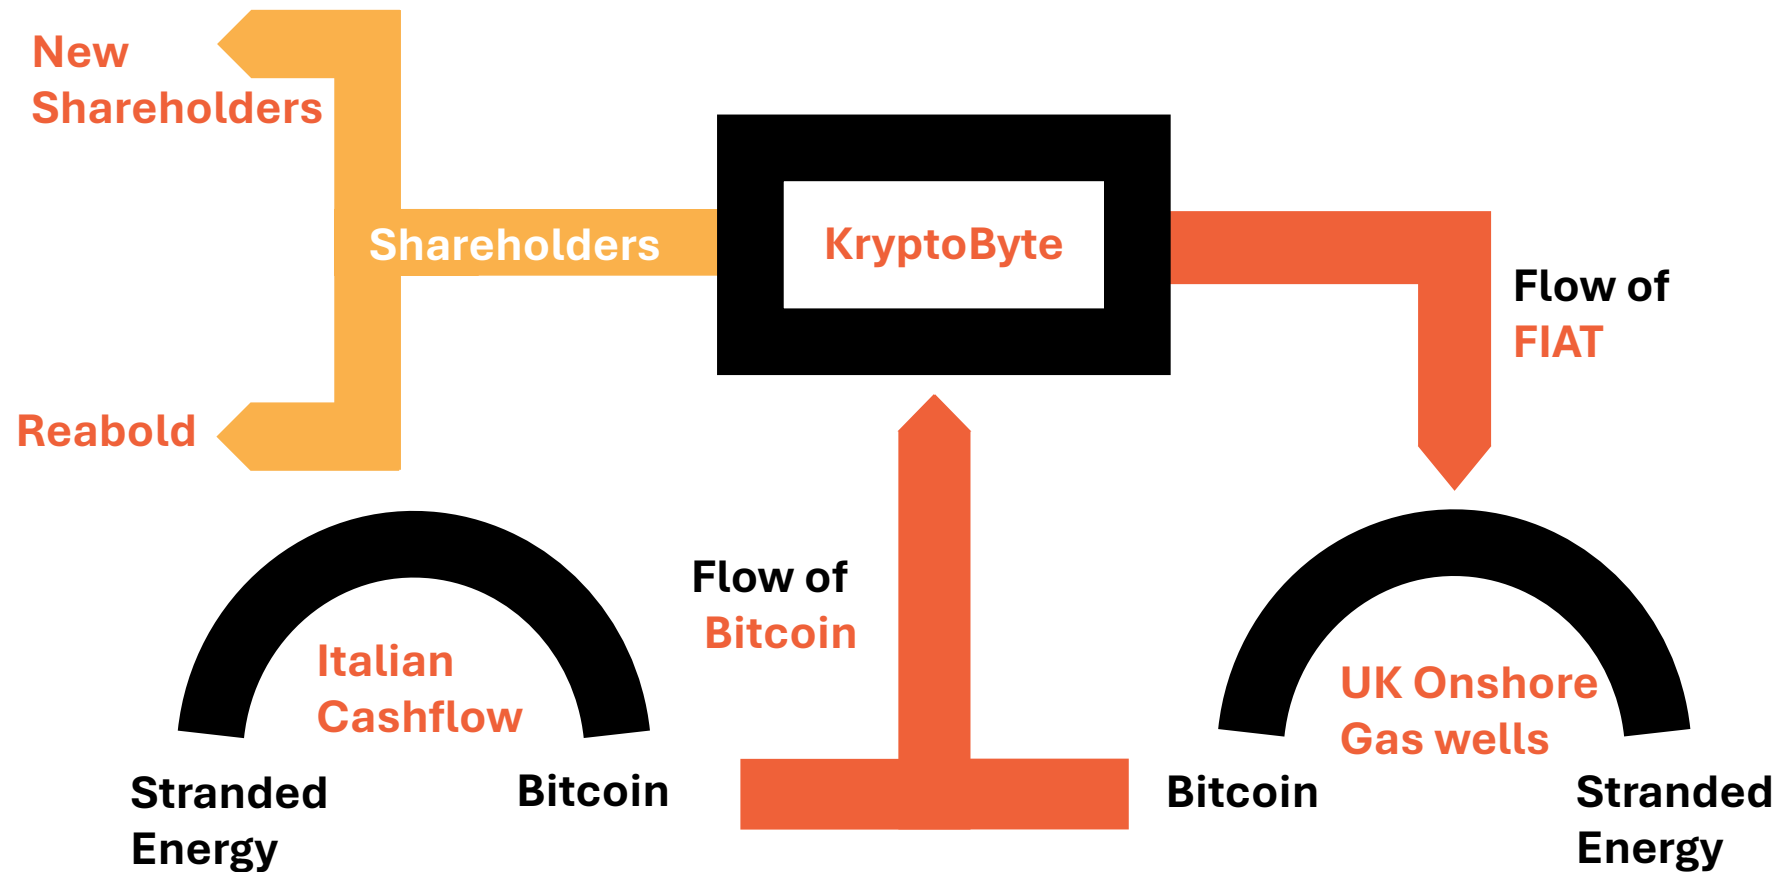 New
Shareholders
Shareholders
KryptoByte
Flow of
FIAT
Reabold
Flow of
Bitcoin
Italian
Cashflow
UK Onshore
Gas wells
Stranded
Energy
Bitcoin
Bitcoin
Stranded
Energy